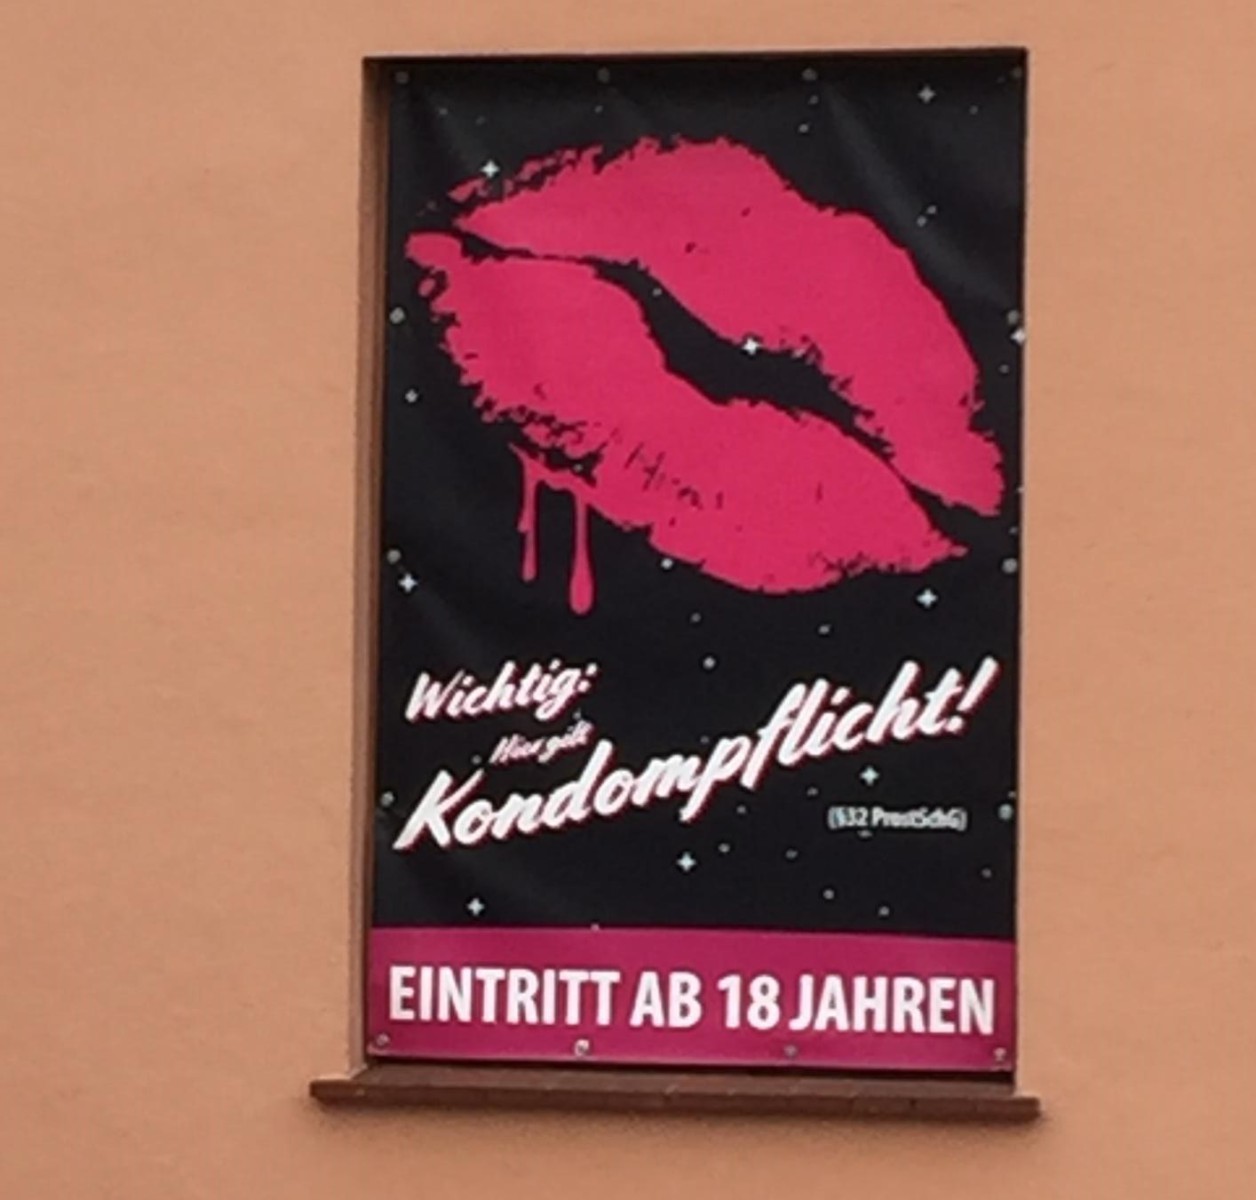 Wichtig:
Hier gilt
Kondompflicht!
(§32 ProstSchG)
EINTRITT AB 18 JAHREN